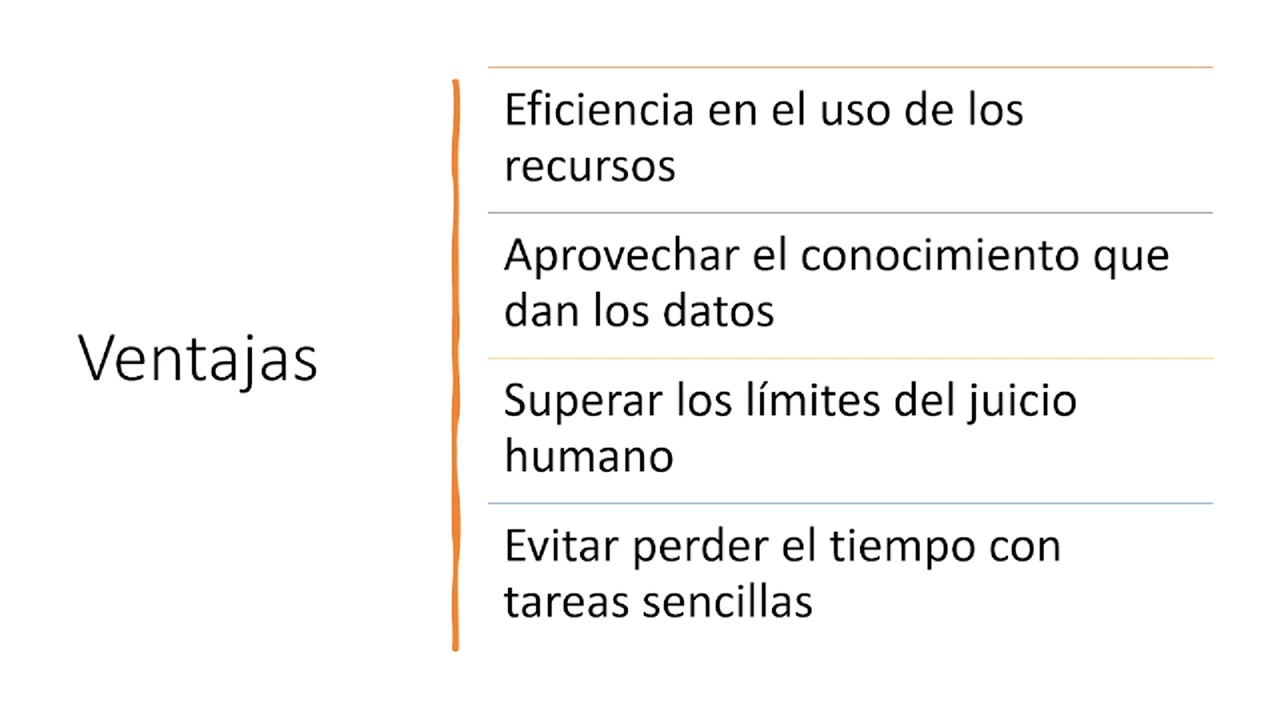 Ventajas
Eficiencia en el uso de los
recursos
Aprovechar el conocimiento que
dan los datos
Superar los límites del juicio
humano
Evitar perder el tiempo con
tareas sencillas